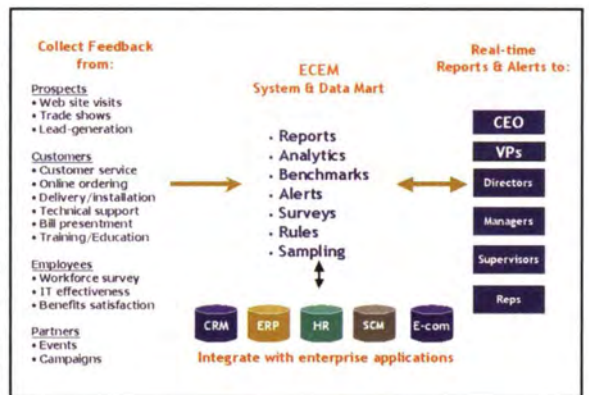 Collect Feedback
from:
Prospects
• Web site visits
• Trade shows
• Lead-generation
Customers
• Customer service
• Online ordering
• Delivery/installation
• Technical support
• Bill presentment
• Training/Education
Employees
• Workforce survey
• IT effectiveness
• Benefits satisfaction
Partners
• Events
• Campaigns
ECEM
System & Data Mart
• Reports
• Analytics
• Benchmarks
• Alerts
• Surveys
• Rules
• Sampling
CRM
ERP
HR
SCM
E-com
Integrate with enterprise applications
Real-time
Reports & Alerts to:
CEO
VPs
Directors
Managers
Supervisors
Reps